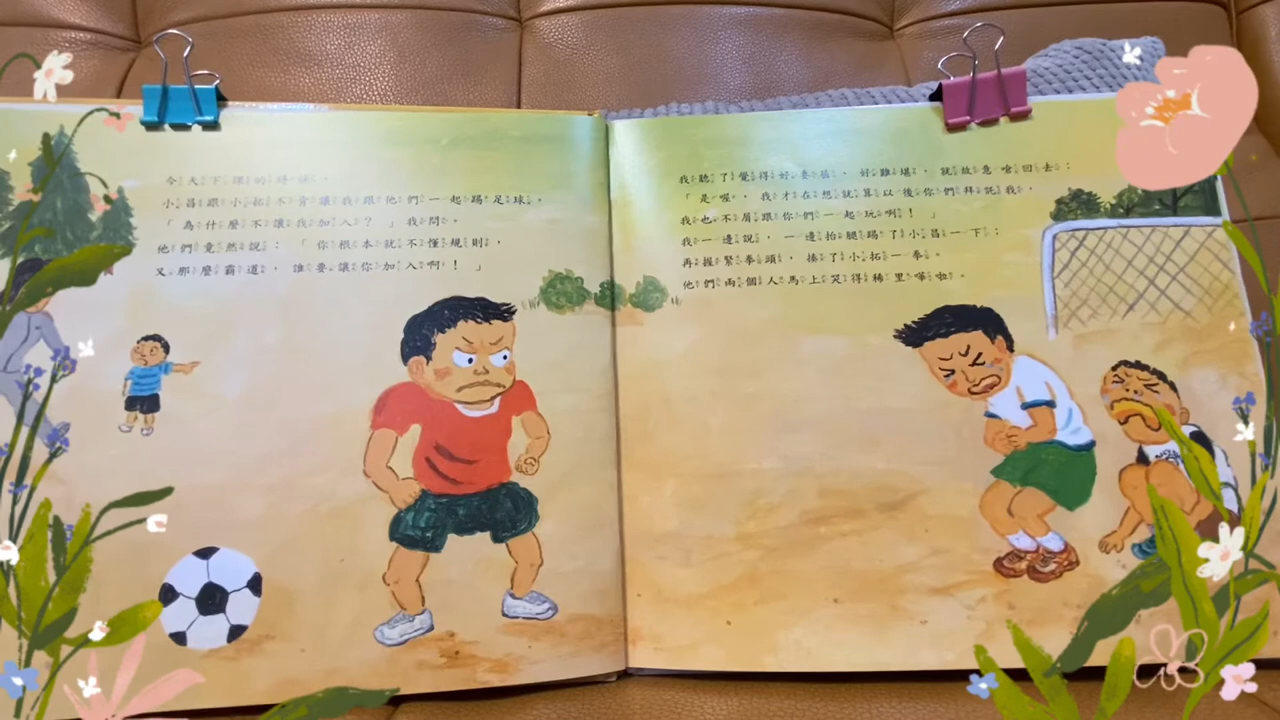 今天下課的時候，
小昌跟小拓不肯讓我跟他們一起踢足球。
「為什麼不讓我加入？」我問。
他們竟然說：「你根本就不懂規則，
又那麼霸道，誰要讓你加入啊！」
我聽了覺得好委屈、好難堪，就故意嗆回去：
「是喔，我才在想就算以後你們拜託我，
我也不屑跟你們一起玩咧！」
我一邊說，一邊抬腿踢了小昌一下；
再握緊拳頭，揍了小拓一拳。
他們兩個人馬上哭得稀里嘩啦。